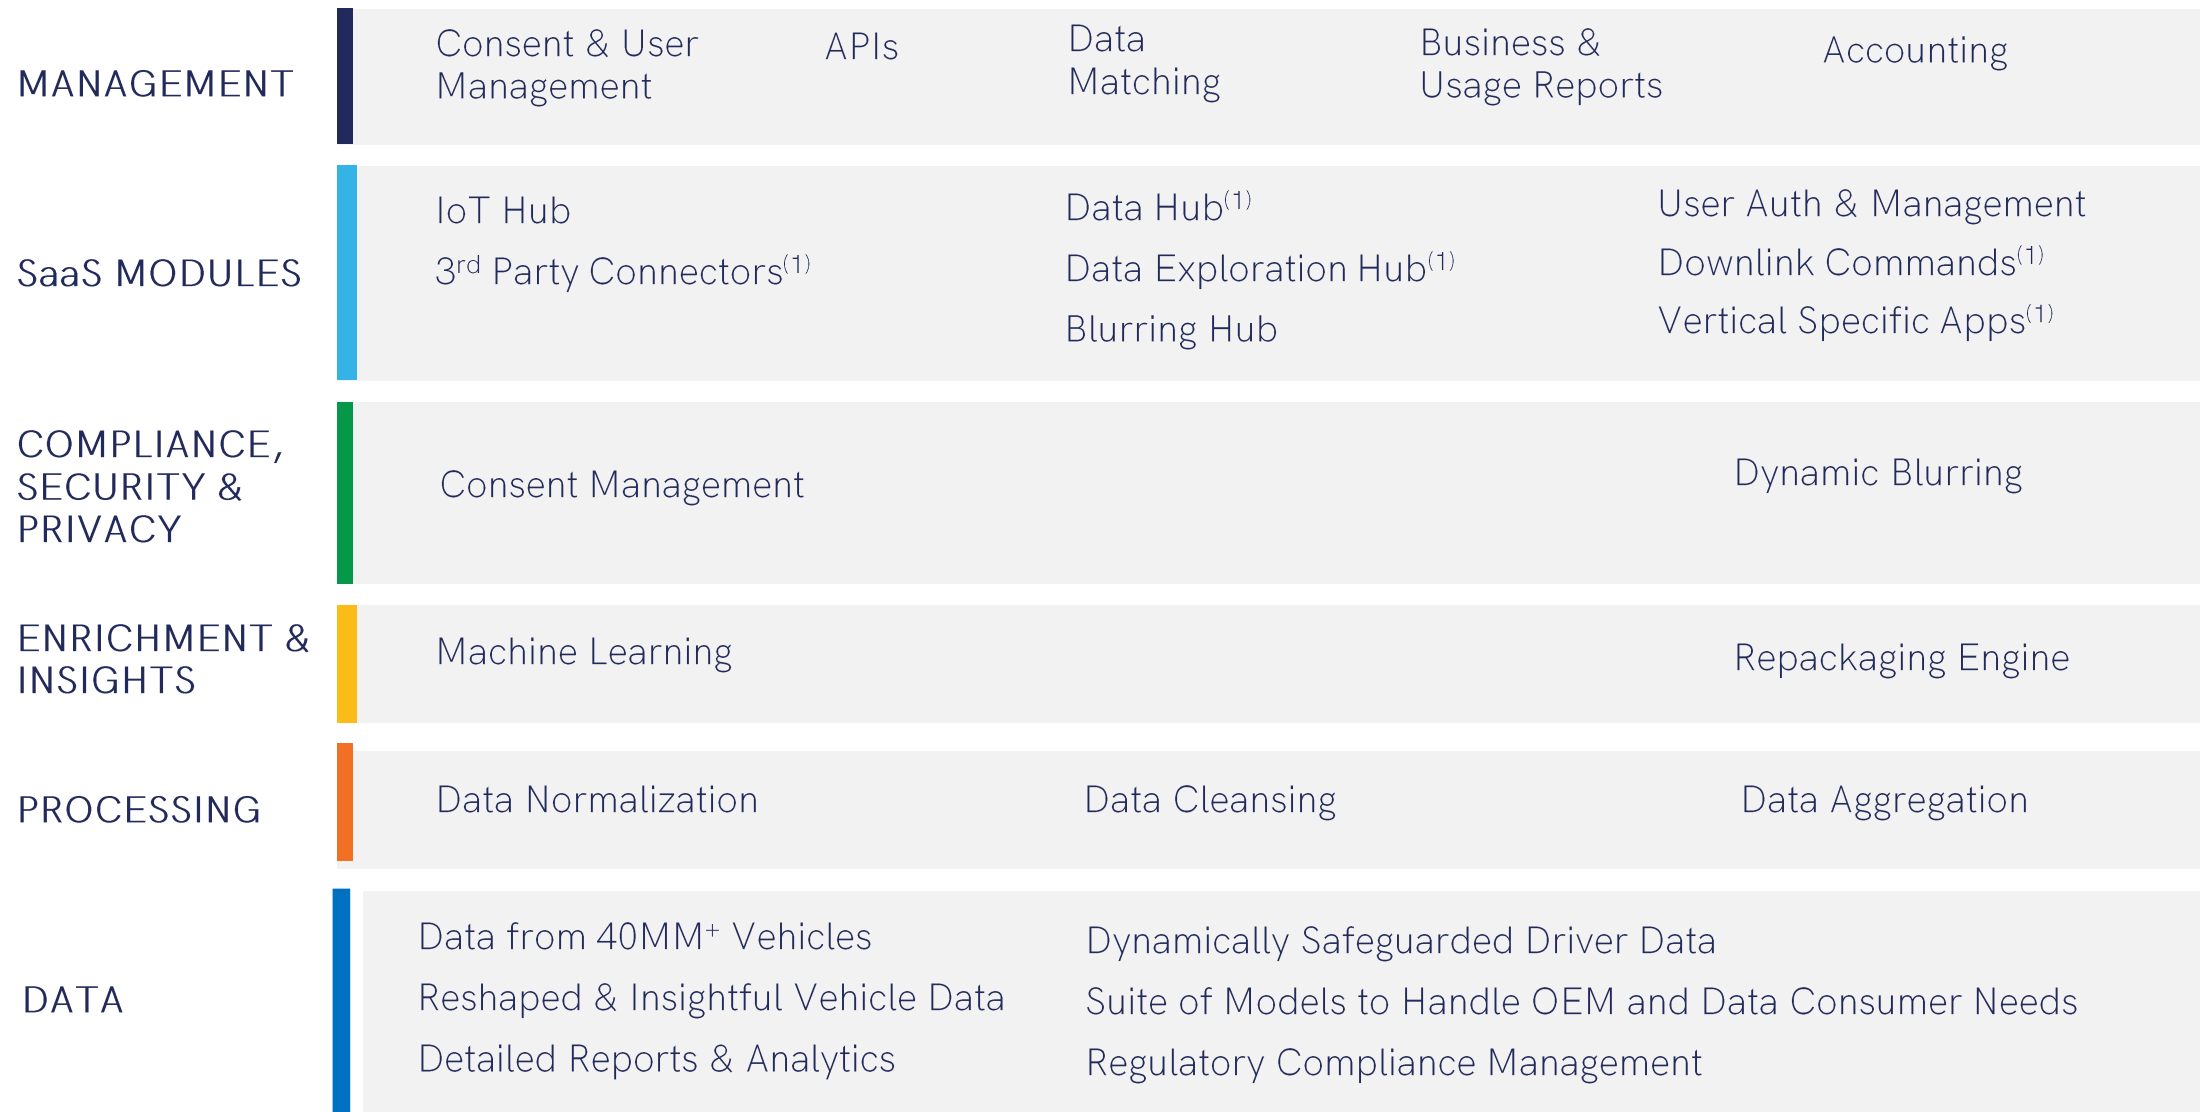 MANAGEMENT
Consent & User
Management
APIs
Data
Matching
Business &
Usage Reports
Accounting
SaaS MODULES
IoT Hub
3rd Party Connectors(1)
Data Hub(1)
Data Exploration Hub(1)
Blurring Hub
User Auth & Management
Downlink Commands(1)
Vertical Specific Apps(1)
COMPLIANCE,
SECURITY &
PRIVACY
Consent Management
Dynamic Blurring
ENRICHMENT &
INSIGHTS
Machine Learning
Repackaging Engine
PROCESSING
Data Normalization
Data Cleansing
Data Aggregation
DATA
Data from 40MM+ Vehicles
Reshaped & Insightful Vehicle Data
Detailed Reports & Analytics
Dynamically Safeguarded Driver Data
Suite of Models to Handle OEM and Data Consumer Needs
Regulatory Compliance Management